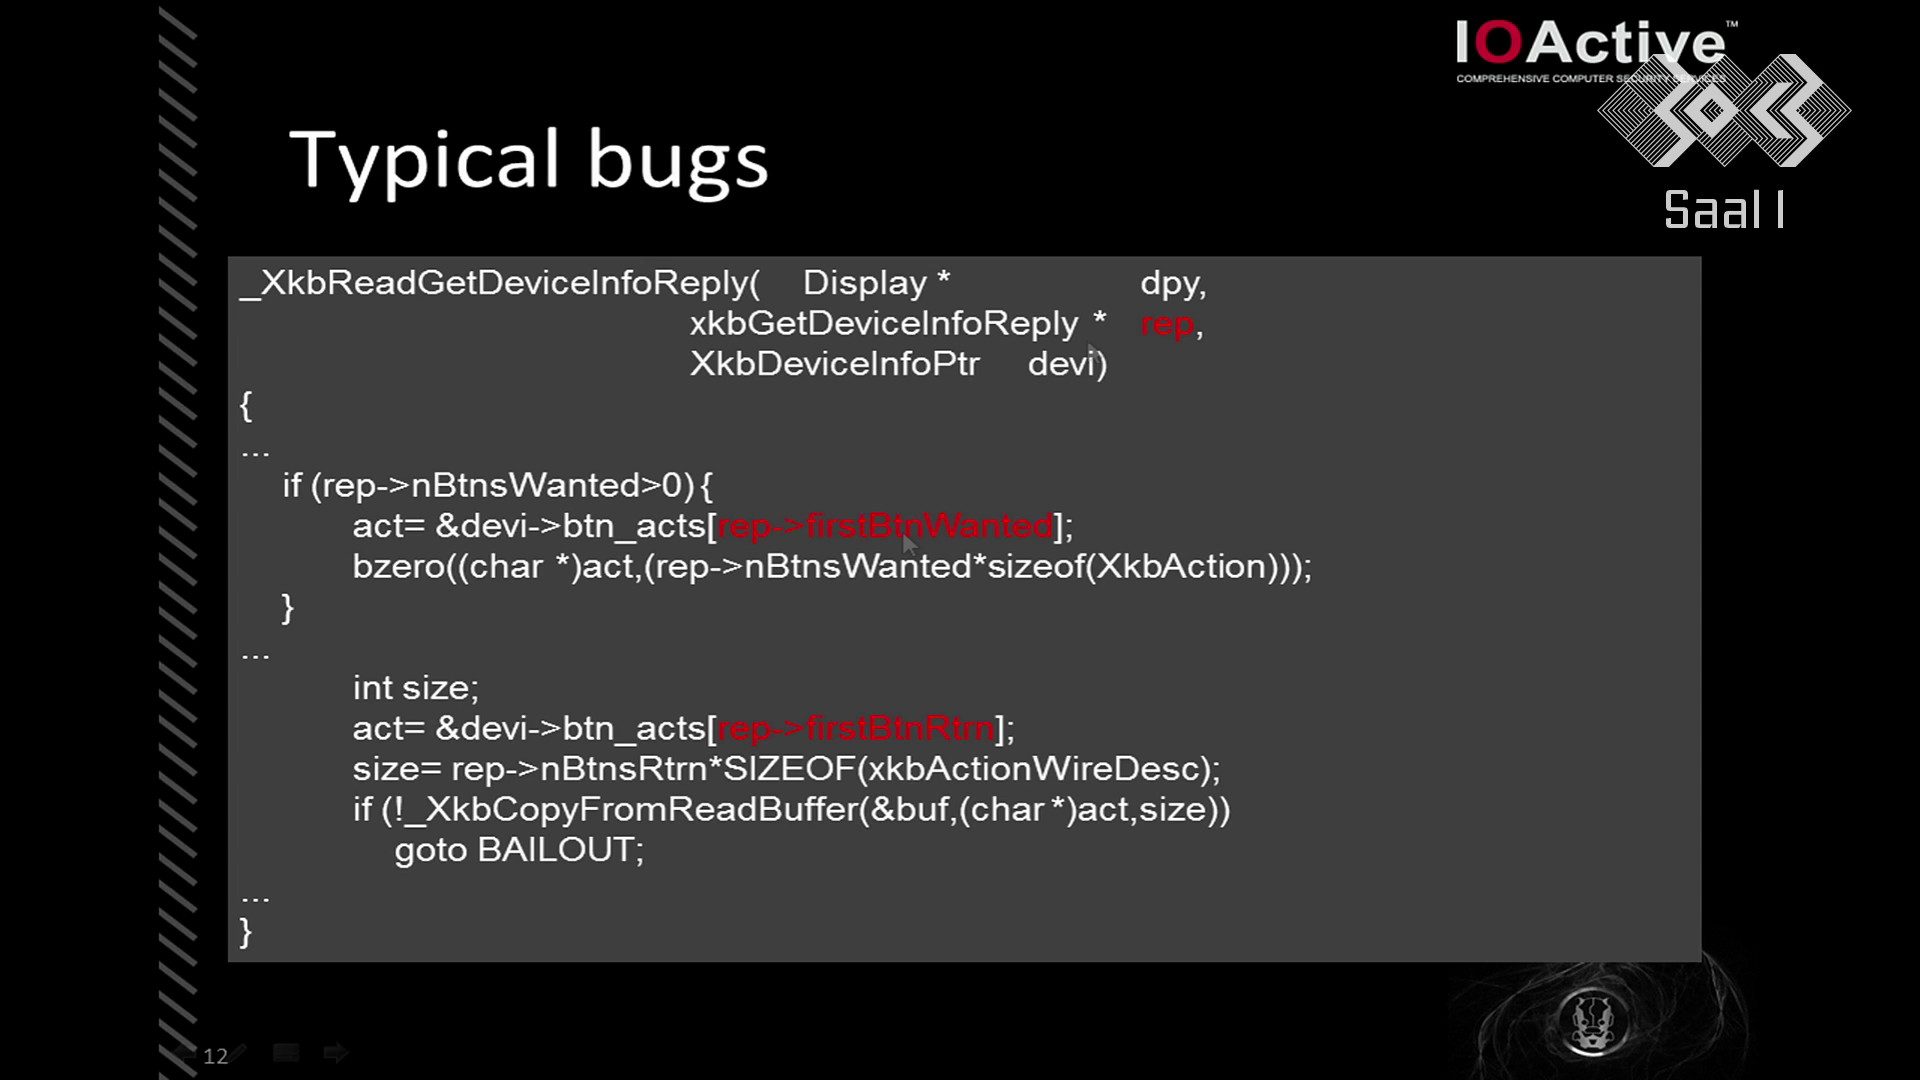 IOActive™
COMPREHENSIVE COMPUTER SECURITY SERVICES
Saal 1
Typical bugs
_XkbReadGetDeviceInfoReply( Display * dpy,
xkbGetDeviceInfoReply * rep,
XkbDeviceInfoPtr devi)
{
...
if (rep->nBtnsWanted>0) {
act= &devi->btn_acts[rep->firstBtnWanted];
bzero((char *)act,(rep->nBtnsWanted*sizeof(XkbAction)));
}
...
int size;
act= &devi->btn_acts[rep->firstBtnRtrn];
size= rep->nBtnsRtrn*SIZEOF(xkbActionWireDesc);
if (!_XkbCopyFromReadBuffer(&buf,(char *)act,size))
goto BAILOUT;
...
}
12